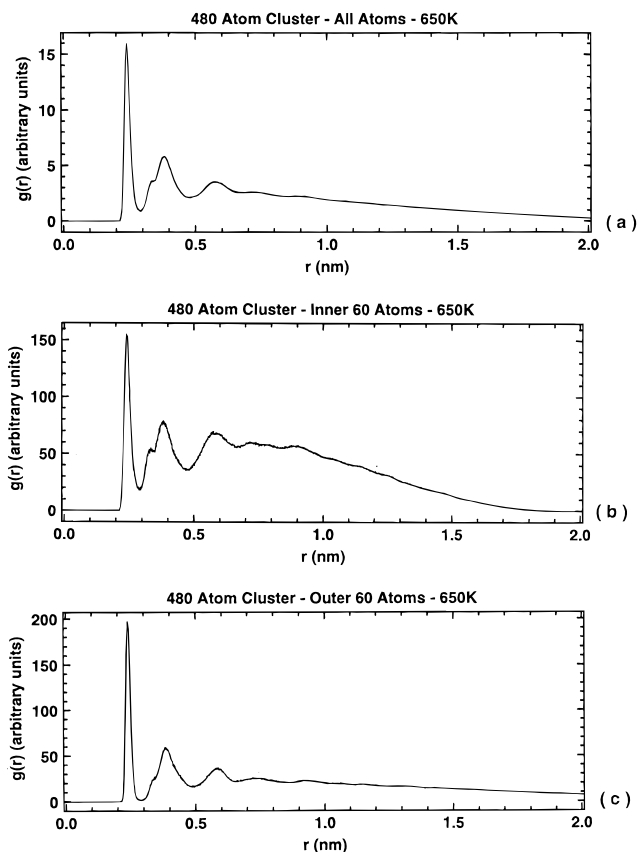 480 Atom Cluster - All Atoms - 650K
15
10
5
0
g(r) (arbitrary units)
0.0 0.5 1.0 1.5 2.0
r (nm)
( a )
480 Atom Cluster - Inner 60 Atoms - 650K
150
100
50
0
g(r) (arbitrary units)
0.0 0.5 1.0 1.5 2.0
r (nm)
( b )
480 Atom Cluster - Outer 60 Atoms - 650K
200
150
100
50
0
g(r) (arbitrary units)
0.0 0.5 1.0 1.5 2.0
r (nm)
( c )